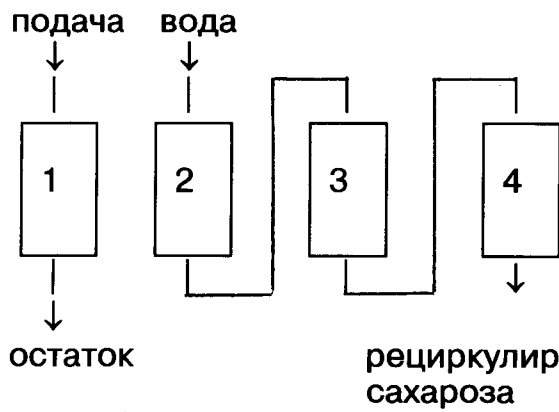 подача вода
1 2 3 4
остаток рециркулир
сахароза